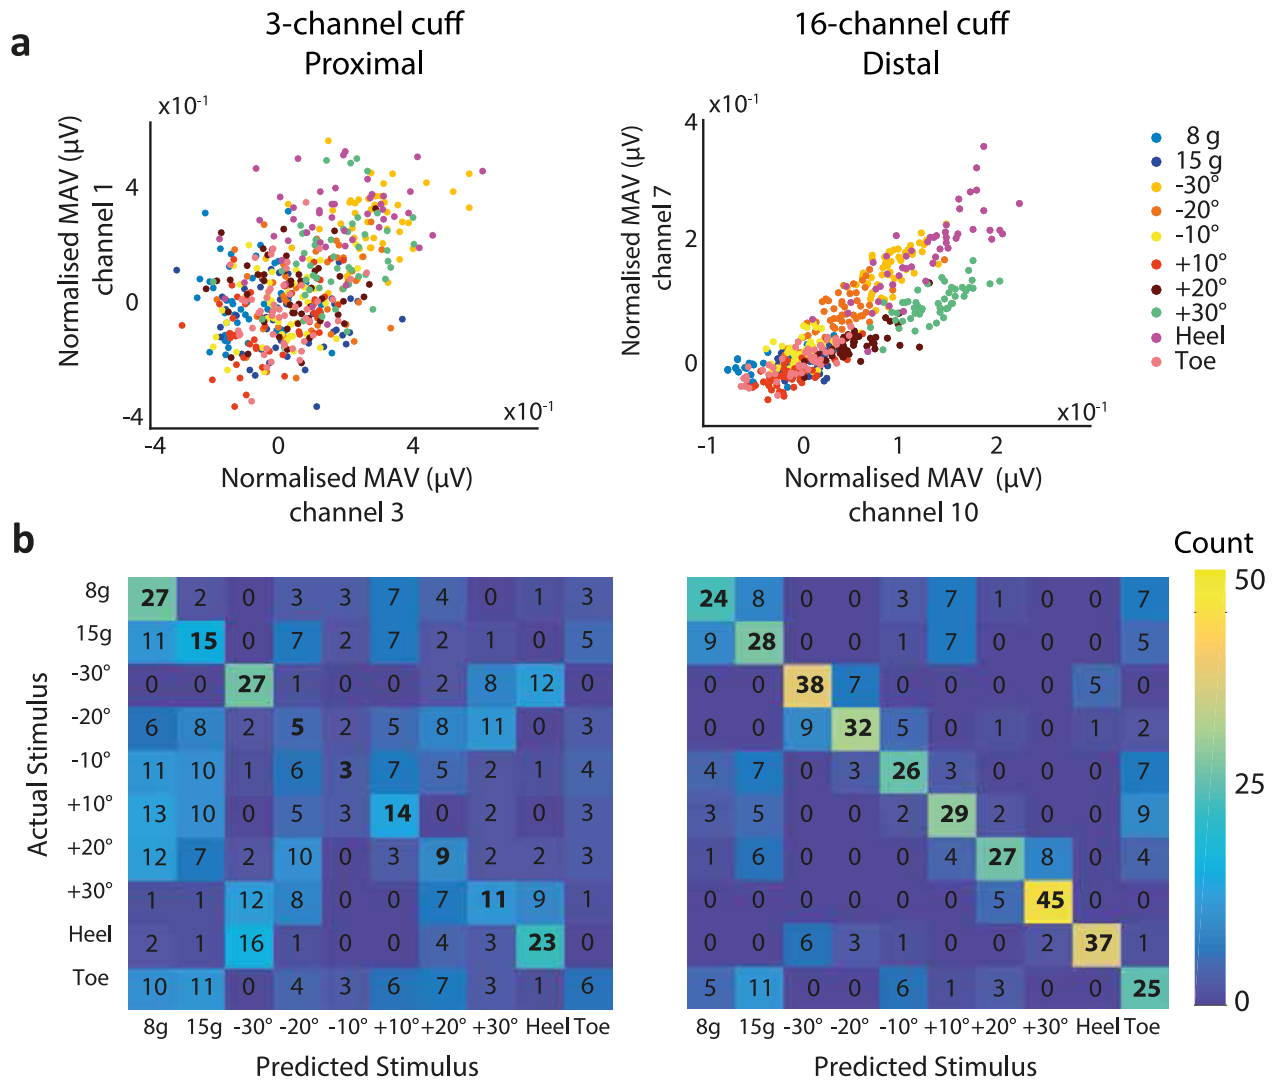 3-channel cuff
Proximal
16-channel cuff
Distal
a
x10-1
Normalised MAV (µV)
channel 1
4
0
-4
x10-1
-4
0
4
Normalised MAV (µV)
channel 3
x10-1
Normalised MAV (µV)
channel 7
4
2
0
x10-1
-1
0
1
2
Normalised MAV (µV)
channel 10
8 g
15 g
-30°
-20°
-10°
+10°
+20°
+30°
Heel
Toe
b
Actual Stimulus
8g 27 2 0 3 3 7 4 0 1 3
15g 11 15 0 7 2 7 2 1 0 5
-30° 0 0 27 1 0 0 2 8 12 0
-20° 6 8 2 5 2 5 8 11 0 3
-10° 11 10 1 6 3 7 5 2 1 4
+10° 13 10 0 5 3 14 0 2 0 3
+20° 12 7 2 10 0 3 9 2 2 3
+30° 1 1 12 8 0 0 7 11 9 1
Heel 2 1 16 1 0 0 4 3 23 0
Toe 10 11 0 4 3 6 7 3 1 6
8g 15g -30° -20° -10° +10° +20° +30° Heel Toe
Predicted Stimulus
24 8 0 0 3 7 1 0 0 7
9 28 0 0 1 7 0 0 0 5
0 0 38 7 0 0 0 0 5 0
0 0 9 32 5 0 1 0 1 2
4 7 0 3 26 3 0 0 0 7
3 5 0 0 2 29 2 0 0 9
1 6 0 0 0 4 27 8 0 4
0 0 0 0 0 0 5 45 0 0
0 0 6 3 1 0 0 2 37 1
5 11 0 0 6 1 3 0 0 25
8g 15g -30° -20° -10° +10° +20° +30° Heel Toe
Predicted Stimulus
Count
50
25
0